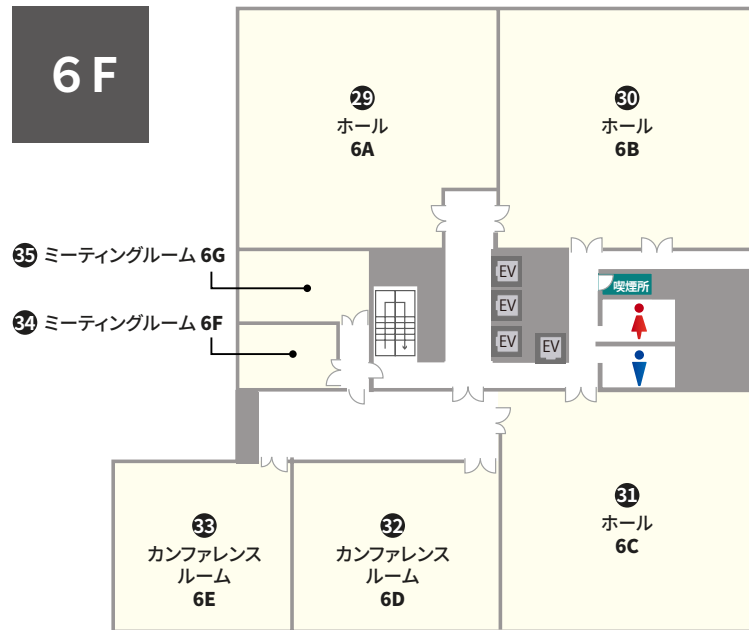 6F
29
ホール
6A
30
ホール
6B
35 ミーティングルーム 6G
34 ミーティングルーム 6F
EV
EV
EV
EV
喫煙所
31
ホール
6C
33
カンファレンス
ルーム
6E
32
カンファレンス
ルーム
6D